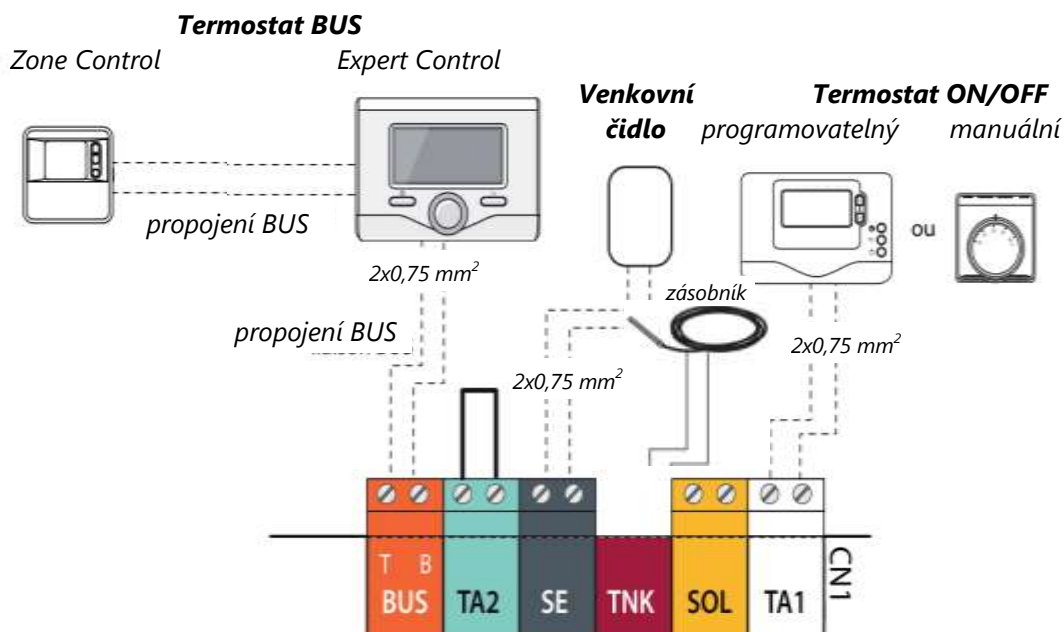 Termostat BUS
Zone Control
Expert Control
Venkovní
čidlo
Termostat ON/OFF
programovatelný
manuální
propojení BUS
ou
2x0,75 mm²
zásobník
propojení BUS
2x0,75 mm²
2x0,75 mm²
T B
BUS
TA2
SE
TNK
SOL
TA1
CN1